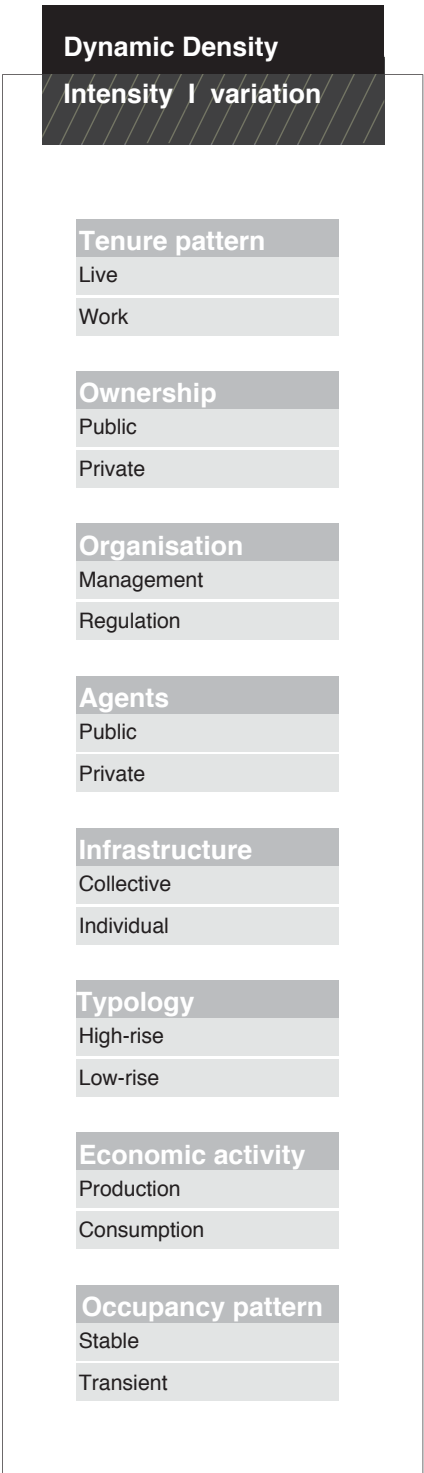 Dynamic Density
Intensity I variation
Tenure pattern
Live
Work
Ownership
Public
Private
Organisation
Management
Regulation
Agents
Public
Private
Infrastructure
Collective
Individual
Typology
High-rise
Low-rise
Economic activity
Production
Consumption
Occupancy pattern
Stable
Transient